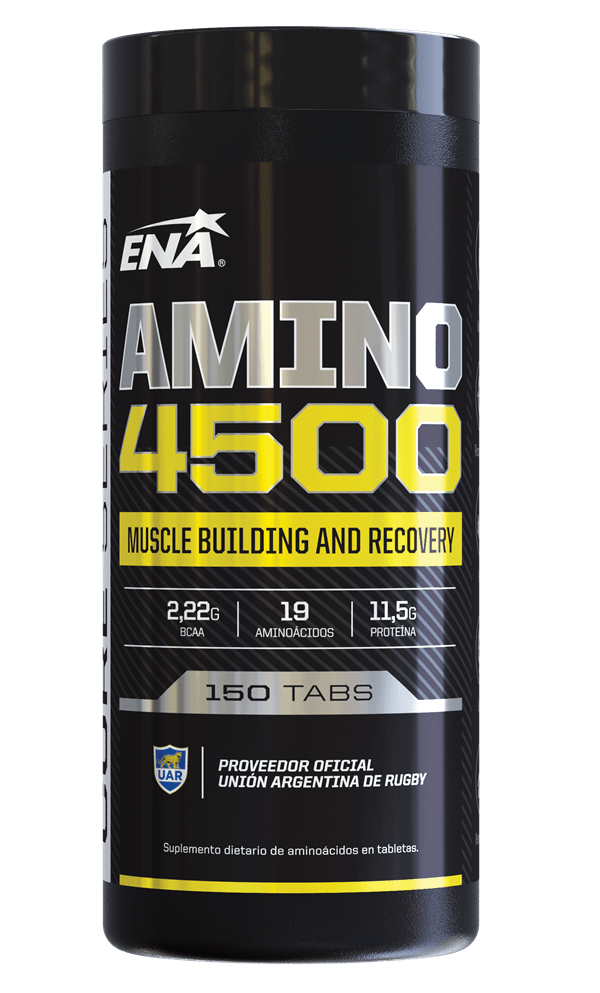 ENA®
AMINO
4500
MUSCLE BUILDING AND RECOVERY
2,22G
BCAA
19
AMINOÁCIDOS
11,5G
PROTEÍNA
150 TABS
UAR
PROVEEDOR OFICIAL
UNIÓN ARGENTINA DE RUGBY
Suplemento dietario de aminoácidos en tabletas.